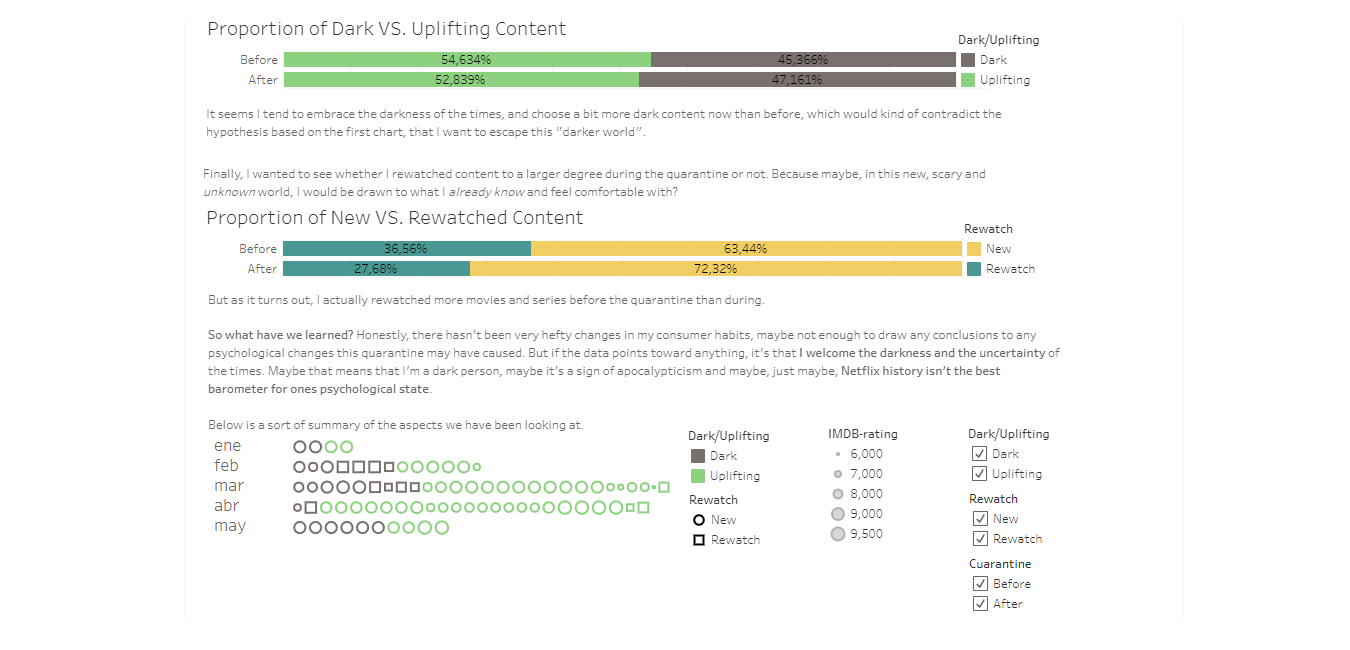 Proportion of Dark VS. Uplifting Content
Dark/Uplifting
Before 54,634% 45,366% Dark
After 52,839% 47,161% Uplifting
It seems I tend to embrace the darkness of the times, and choose a bit more dark content now than before, which would kind of contradict the
hypothesis based on the first chart, that I want to escape this "darker world".
Finally, I wanted to see whether I rewatched content to a larger degree during the quarantine or not. Because maybe, in this new, scary and
unknown world, I would be drawn to what I already know and feel comfortable with?
Proportion of New VS. Rewatched Content
Rewatch
Before 36,56% 63,44% New
After 27,68% 72,32% Rewatch
But as it turns out, I actually rewatched more movies and series before the quarantine than during.
So what have we learned? Honestly, there hasn't been very hefty changes in my consumer habits, maybe not enough to draw any conclusions to any
psychological changes this quarantine may have caused. But if the data points toward anything, it's that I welcome the darkness and the uncertainty of
the times. Maybe that means that I'm a dark person, maybe it's a sign of apocalypticism and maybe, just maybe, Netflix history isn't the best
barometer for ones psychological state.
Below is a sort of summary of the aspects we have been looking at.
ene
feb
mar
abr
may
Dark/Uplifting
Dark
Uplifting
Rewatch
New
Rewatch
IMDB-rating
6,000
7,000
8,000
9,000
9,500
Dark/Uplifting
Dark
Uplifting
Rewatch
New
Rewatch
Cuarantine
Before
After